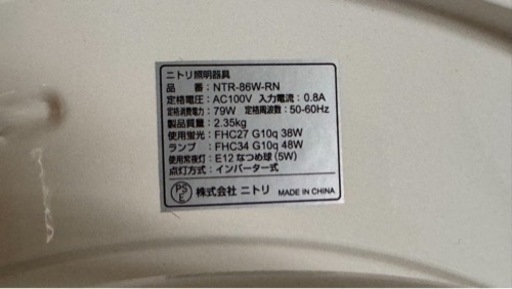 ニトリ照明器具
品 番：NTR-86W-RN
定格電圧：AC100V 入力電流：0.8A
定格消費電力：79W 定格周波数：50-60Hz
製品質量：2.35kg
使用蛍光：FHC27 G10q 38W
ランプ：FHC34 G10q 48W
使用常夜灯：E12 なつめ球(5W)
点灯方式：インバーター式
PSE 株式会社 ニトリ MADE IN CHINA